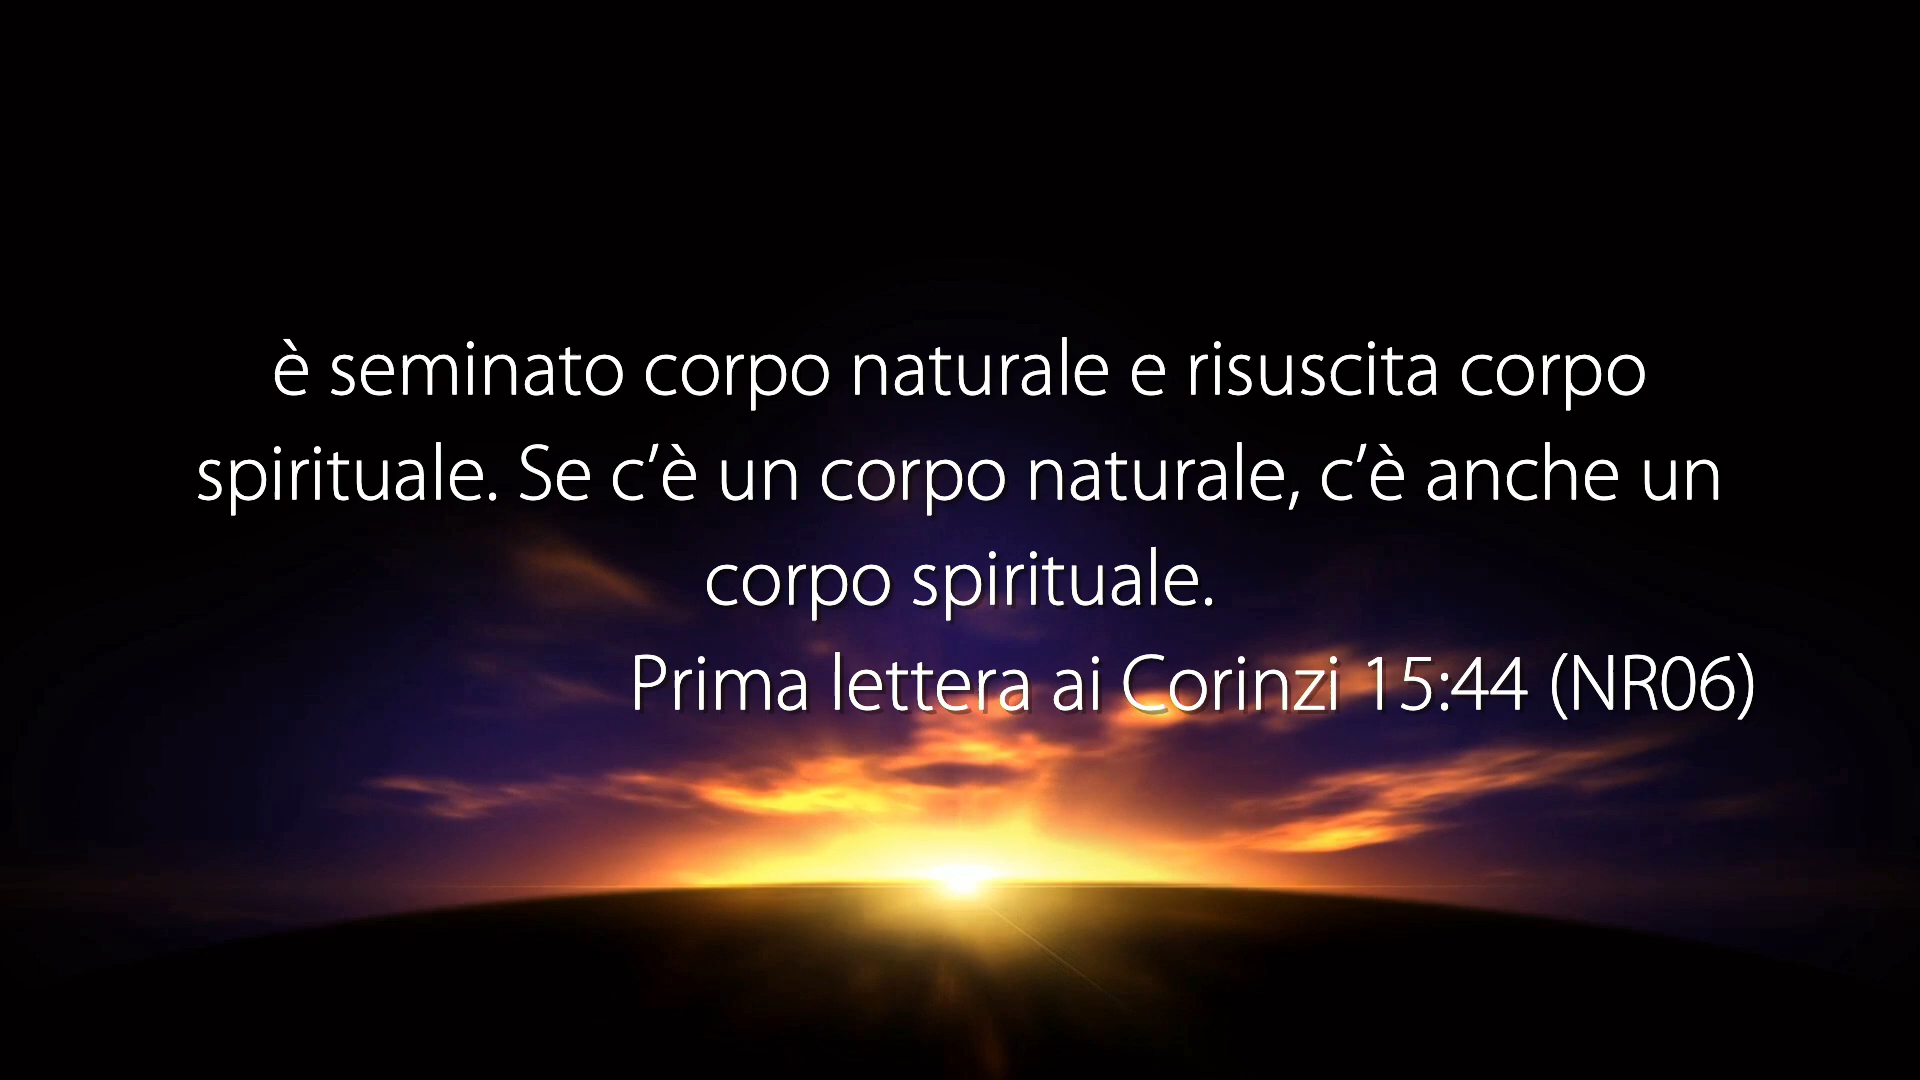 è seminato corpo naturale e risuscita corpo
spirituale. Se c’è un corpo naturale, c’è anche un
corpo spirituale.
Prima lettera ai Corinzi 15:44 (NR06)